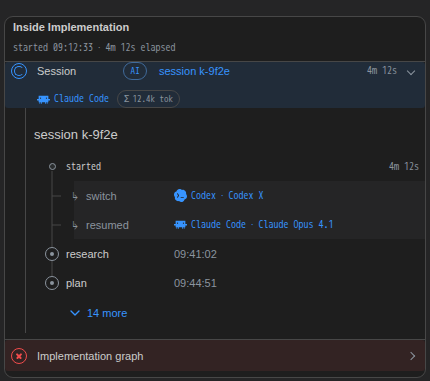 Inside Implementation
started 09:12:33 · 4m 12s elapsed
Session AI session k-9f2e 4m 12s
Claude Code Σ 12.4k tok
session k-9f2e
started 4m 12s
↳ switch Codex · Codex X
↳ resumed Claude Code · Claude Opus 4.1
research 09:41:02
plan 09:44:51
14 more
Implementation graph